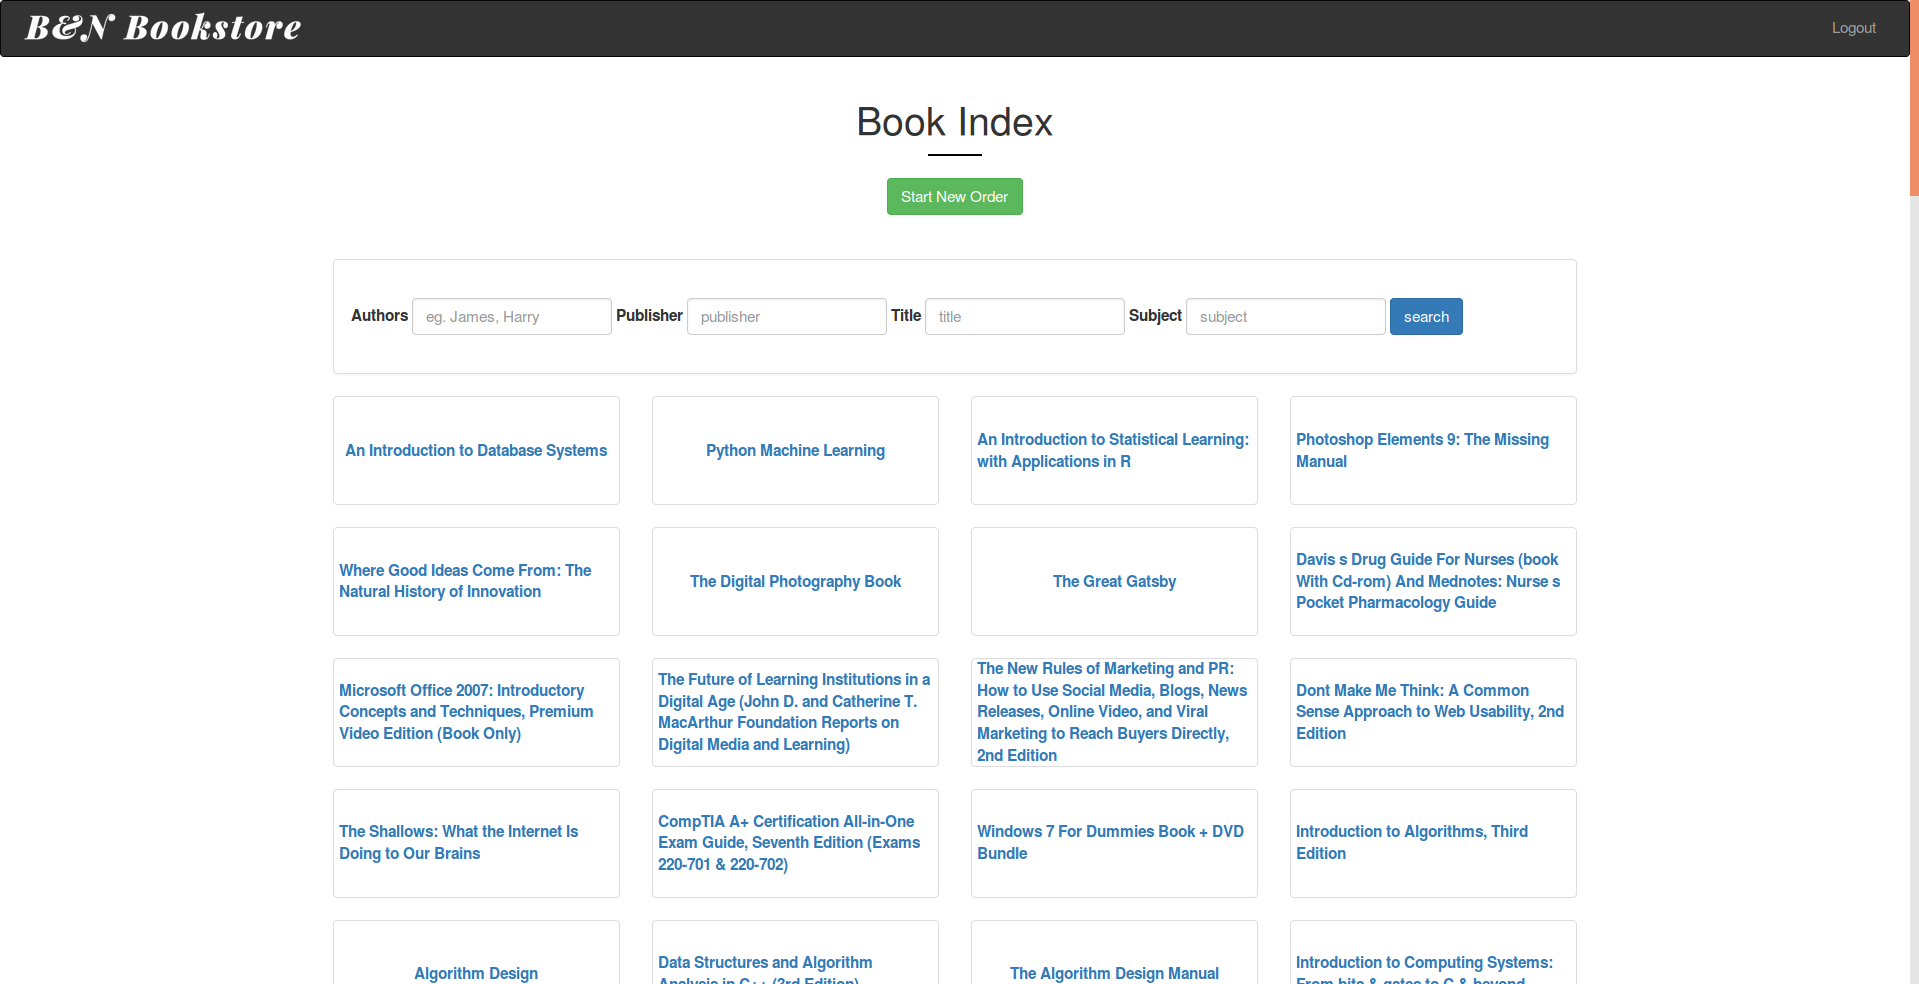 B&N Bookstore
Logout
Book Index
Start New Order
Authors eg. James, Harry Publisher publisher Title title Subject subject search
An Introduction to Database Systems
Python Machine Learning
An Introduction to Statistical Learning:
with Applications in R
Photoshop Elements 9: The Missing
Manual
Where Good Ideas Come From: The
Natural History of Innovation
The Digital Photography Book
The Great Gatsby
Davis s Drug Guide For Nurses (book
With Cd-rom) And Mednotes: Nurse s
Pocket Pharmacology Guide
Microsoft Office 2007: Introductory
Concepts and Techniques, Premium
Video Edition (Book Only)
The Future of Learning Institutions in a
Digital Age (John D. and Catherine T.
MacArthur Foundation Reports on
Digital Media and Learning)
The New Rules of Marketing and PR:
How to Use Social Media, Blogs, News
Releases, Online Video, and Viral
Marketing to Reach Buyers Directly,
2nd Edition
Dont Make Me Think: A Common
Sense Approach to Web Usability, 2nd
Edition
The Shallows: What the Internet Is
Doing to Our Brains
CompTIA A+ Certification All-in-One
Exam Guide, Seventh Edition (Exams
220-701 & 220-702)
Windows 7 For Dummies Book + DVD
Bundle
Introduction to Algorithms, Third
Edition
Algorithm Design
Data Structures and Algorithm
Analysis in C++ (3rd Edition)
The Algorithm Design Manual
Introduction to Computing Systems:
From bits & gates to C & beyond